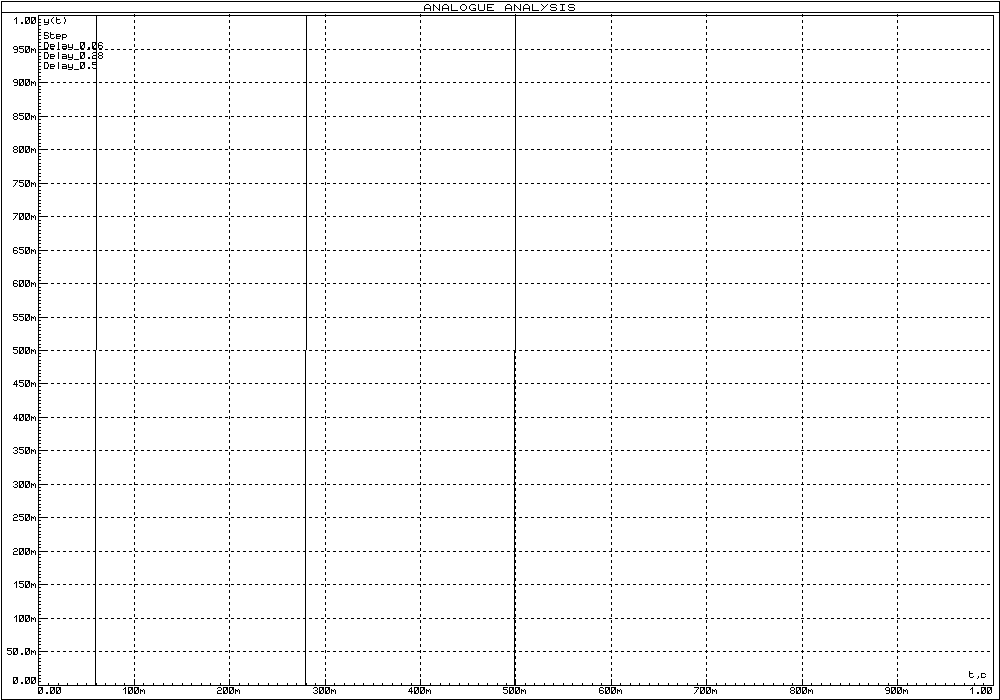 ANALOGUE ANALYSIS
1.00 y(t)
Step
Delay_0.06
950m
Delay_0.28
Delay_0.5
900m
850m
800m
750m
700m
650m
600m
550m
500m
450m
400m
350m
300m
250m
200m
150m
100m
50.0m
t,c
0.00
0.00 100m 200m 300m 400m 500m 600m 700m 800m 900m 1.00